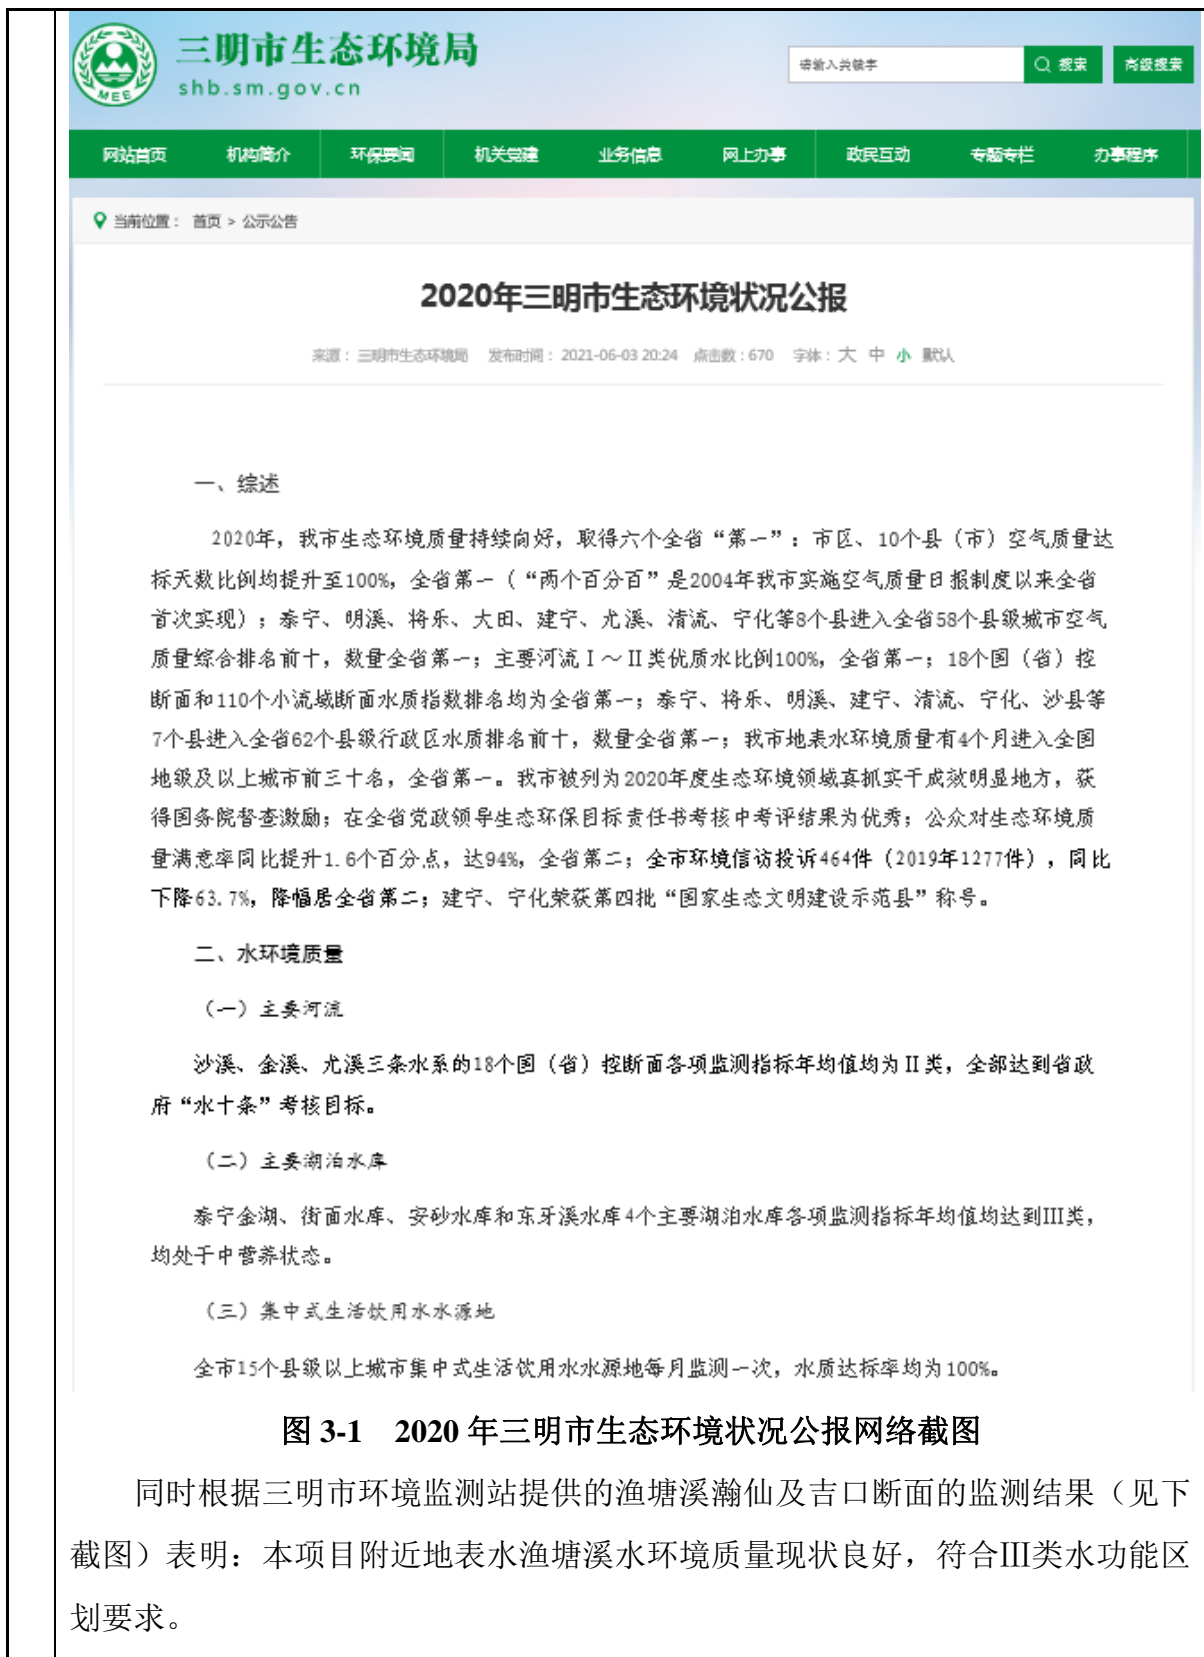 三明市生态环境局
shb.sm.gov.cn
MEE
请输入关键字
搜索
高级搜索
网站首页 机构简介 环保要闻 机关党建 业务信息 网上办事 政民互动 专题专栏 办事程序
当前位置： 首页 > 公示公告
2020年三明市生态环境状况公报
来源：三明市生态环境局 发布时间：2021-06-03 20:24 点击数：670 字体：大 中 小 默认
一、综述
2020年，我市生态环境质量持续向好，取得六个全省“第一”：市区、10个县（市）空气质量达
标天数比例均提升至100%，全省第一（“两个百分百”是2004年我市实施空气质量日报制度以来全省
首次实现）；泰宁、明溪、将乐、大田、建宁、尤溪、清流、宁化等8个县进入全省58个县级城市空气
质量综合排名前十，数量全省第一；主要河流Ⅰ～Ⅱ类优质水比例100%，全省第一；18个国（省）控
断面和110个小流域断面水质指数排名均为全省第一；泰宁、将乐、明溪、建宁、清流、宁化、沙县等
7个县进入全省62个县级行政区水质排名前十，数量全省第一；我市地表水环境质量有4个月进入全国
地级及以上城市前三十名，全省第一。我市被列为2020年度生态环境领域真抓实干成效明显地方，获
得国务院督查激励；在全省党政领导生态环保目标责任书考核中考评结果为优秀；公众对生态环境质
量满意率同比提升1.6个百分点，达94%，全省第二；全市环境信访投诉464件（2019年1277件），同比
下降63.7%，降幅居全省第二；建宁、宁化荣获第四批“国家生态文明建设示范县”称号。
二、水环境质量
（一）主要河流
沙溪、金溪、尤溪三条水系的18个国（省）控断面各项监测指标年均值均为Ⅱ类，全部达到省政
府“水十条”考核目标。
（二）主要湖泊水库
泰宁金湖、街面水库、安砂水库和东牙溪水库4个主要湖泊水库各项监测指标年均值均达到Ⅲ类，
均处于中营养状态。
（三）集中式生活饮用水水源地
全市15个县级以上城市集中式生活饮用水水源地每月监测一次，水质达标率均为100%。
图 3-1 2020 年三明市生态环境状况公报网络截图
同时根据三明市环境监测站提供的渔塘溪瀚仙及吉口断面的监测结果（见下
截图）表明：本项目附近地表水渔塘溪水环境质量现状良好，符合Ⅲ类水功能区
划要求。